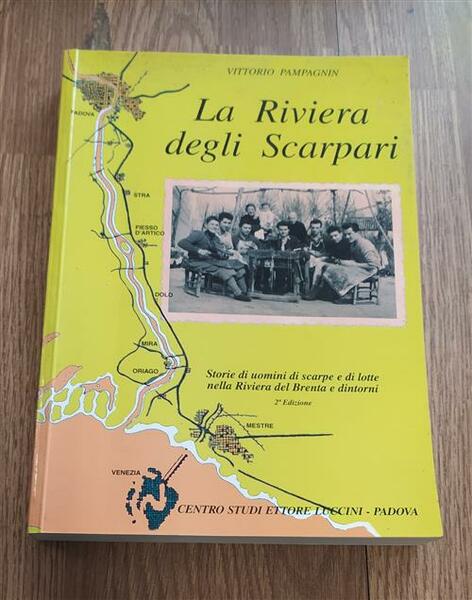 VITTORIO PAMPAGNIN
La Riviera
degli Scarpari
PADOVA
STRA
FIESSO
D'ARTICO
DOLO
MIRA
ORIAGO
Storie di uomini di scarpe e di lotte
nella Riviera del Brenta e dintorni
2ª Edizione
MESTRE
VENEZIA
CENTRO STUDI ETTORE LUCCINI - PADOVA